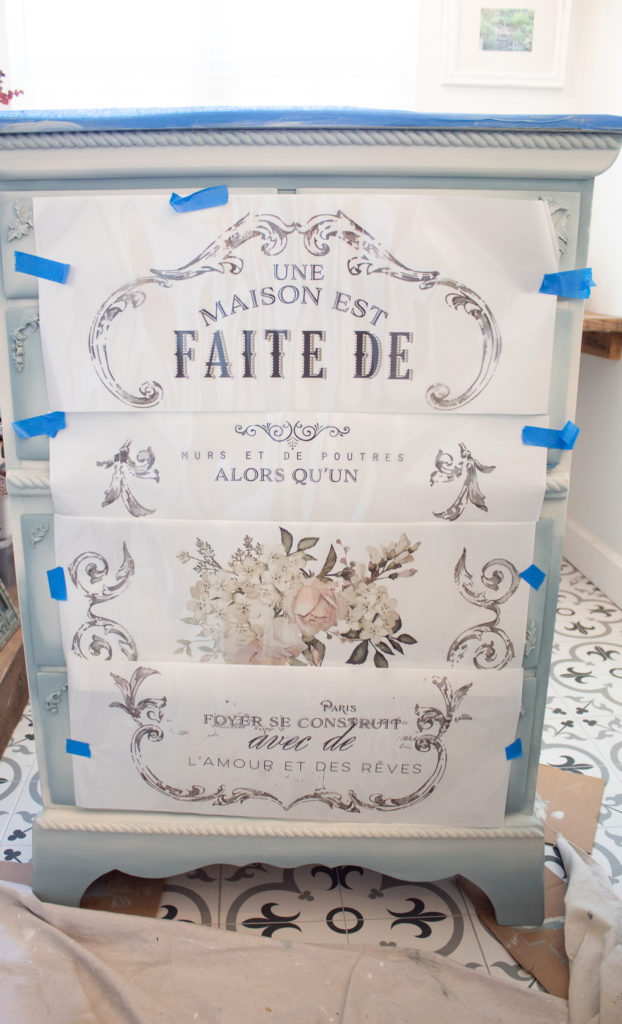 UNE
MAISON EST
FAITE DE
MURS ET DE POUTRES
ALORS QU'UN
PARIS
FOYER SE CONSTRUIT
avec de
L'AMOUR ET DES RÊVES